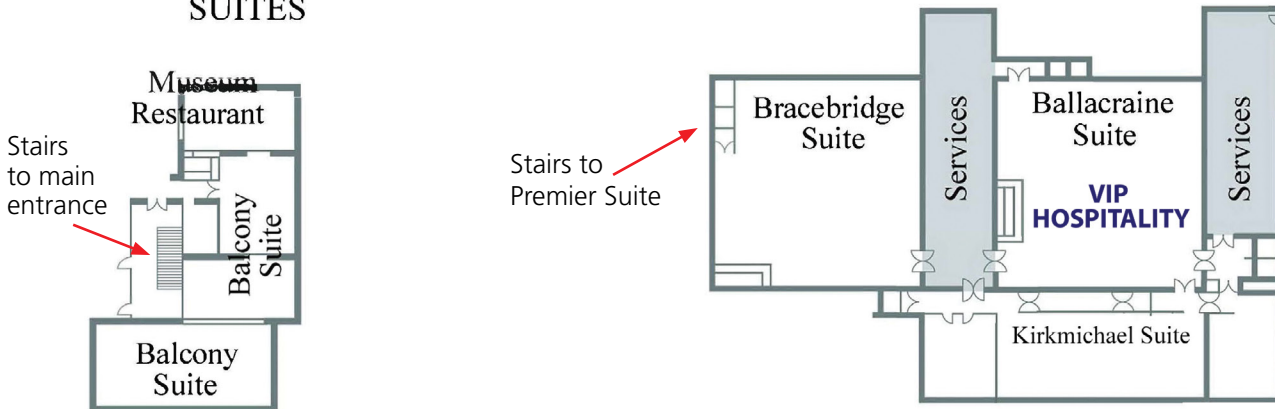 SUITES
Museum
Restaurant
Stairs
to main
entrance
Balcony
Suite
Balcony
Suite
Stairs to
Premier Suite
Bracebridge
Suite
Services
Ballacraine
Suite
VIP
HOSPITALITY
Services
Kirkmichael Suite